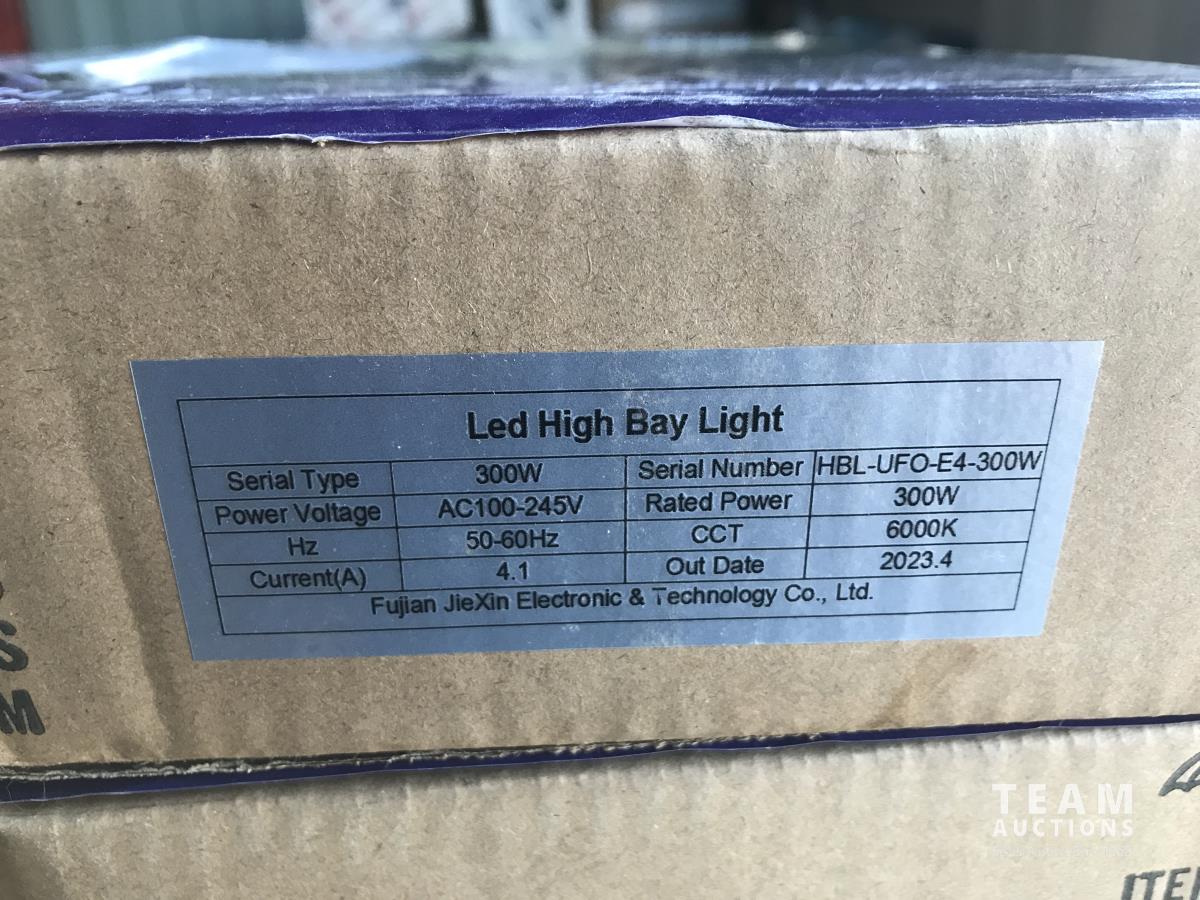 Led High Bay Light
Serial Type 300W Serial Number HBL-UFO-E4-300W
Power Voltage AC100-245V Rated Power 300W
Hz 50-60Hz CCT 6000K
Current(A) 4.1 Out Date 2023.4
Fujian JieXin Electronic & Technology Co., Ltd.
S
M
TEAM
AUCTIONS